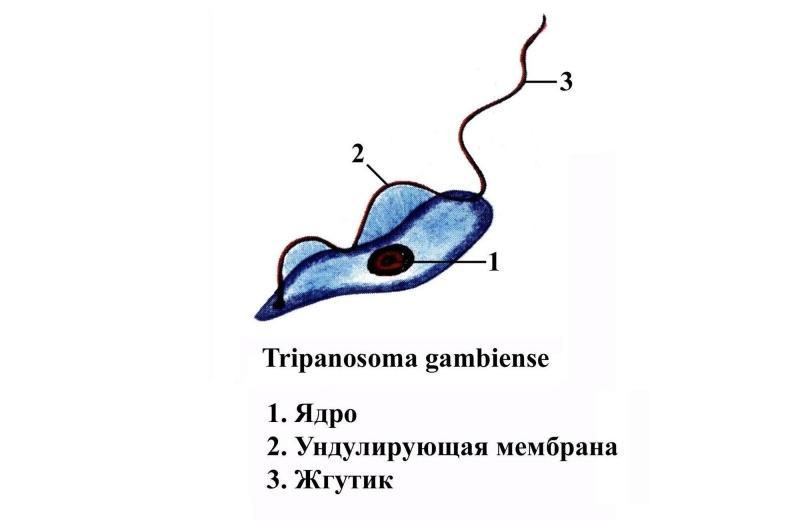 3
2
1
Tripanosoma gambiense
1. Ядро
2. Ундулирующая мембрана
3. Жгутик